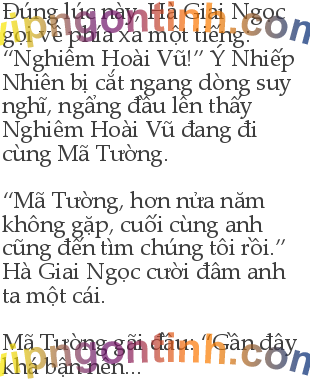 Đúng lúc này, Hà Giai Ngọc
gọi về phía xa một tiếng:
“Nghiêm Hoài Vũ!” Ý Nhiếp
Nhiên bị cắt ngang dòng suy
nghĩ, ngẩng đầu lên thấy
Nghiêm Hoài Vũ đang đi
cùng Mã Tường.
“Mã Tường, hơn nửa năm
không gặp, cuối cùng anh
cũng đến tìm chúng tôi rồi.”
Hà Giai Ngọc cười đâm anh
ta một cái.
Mã Tường gãi đầu: “Gần đây
khá bận nên...